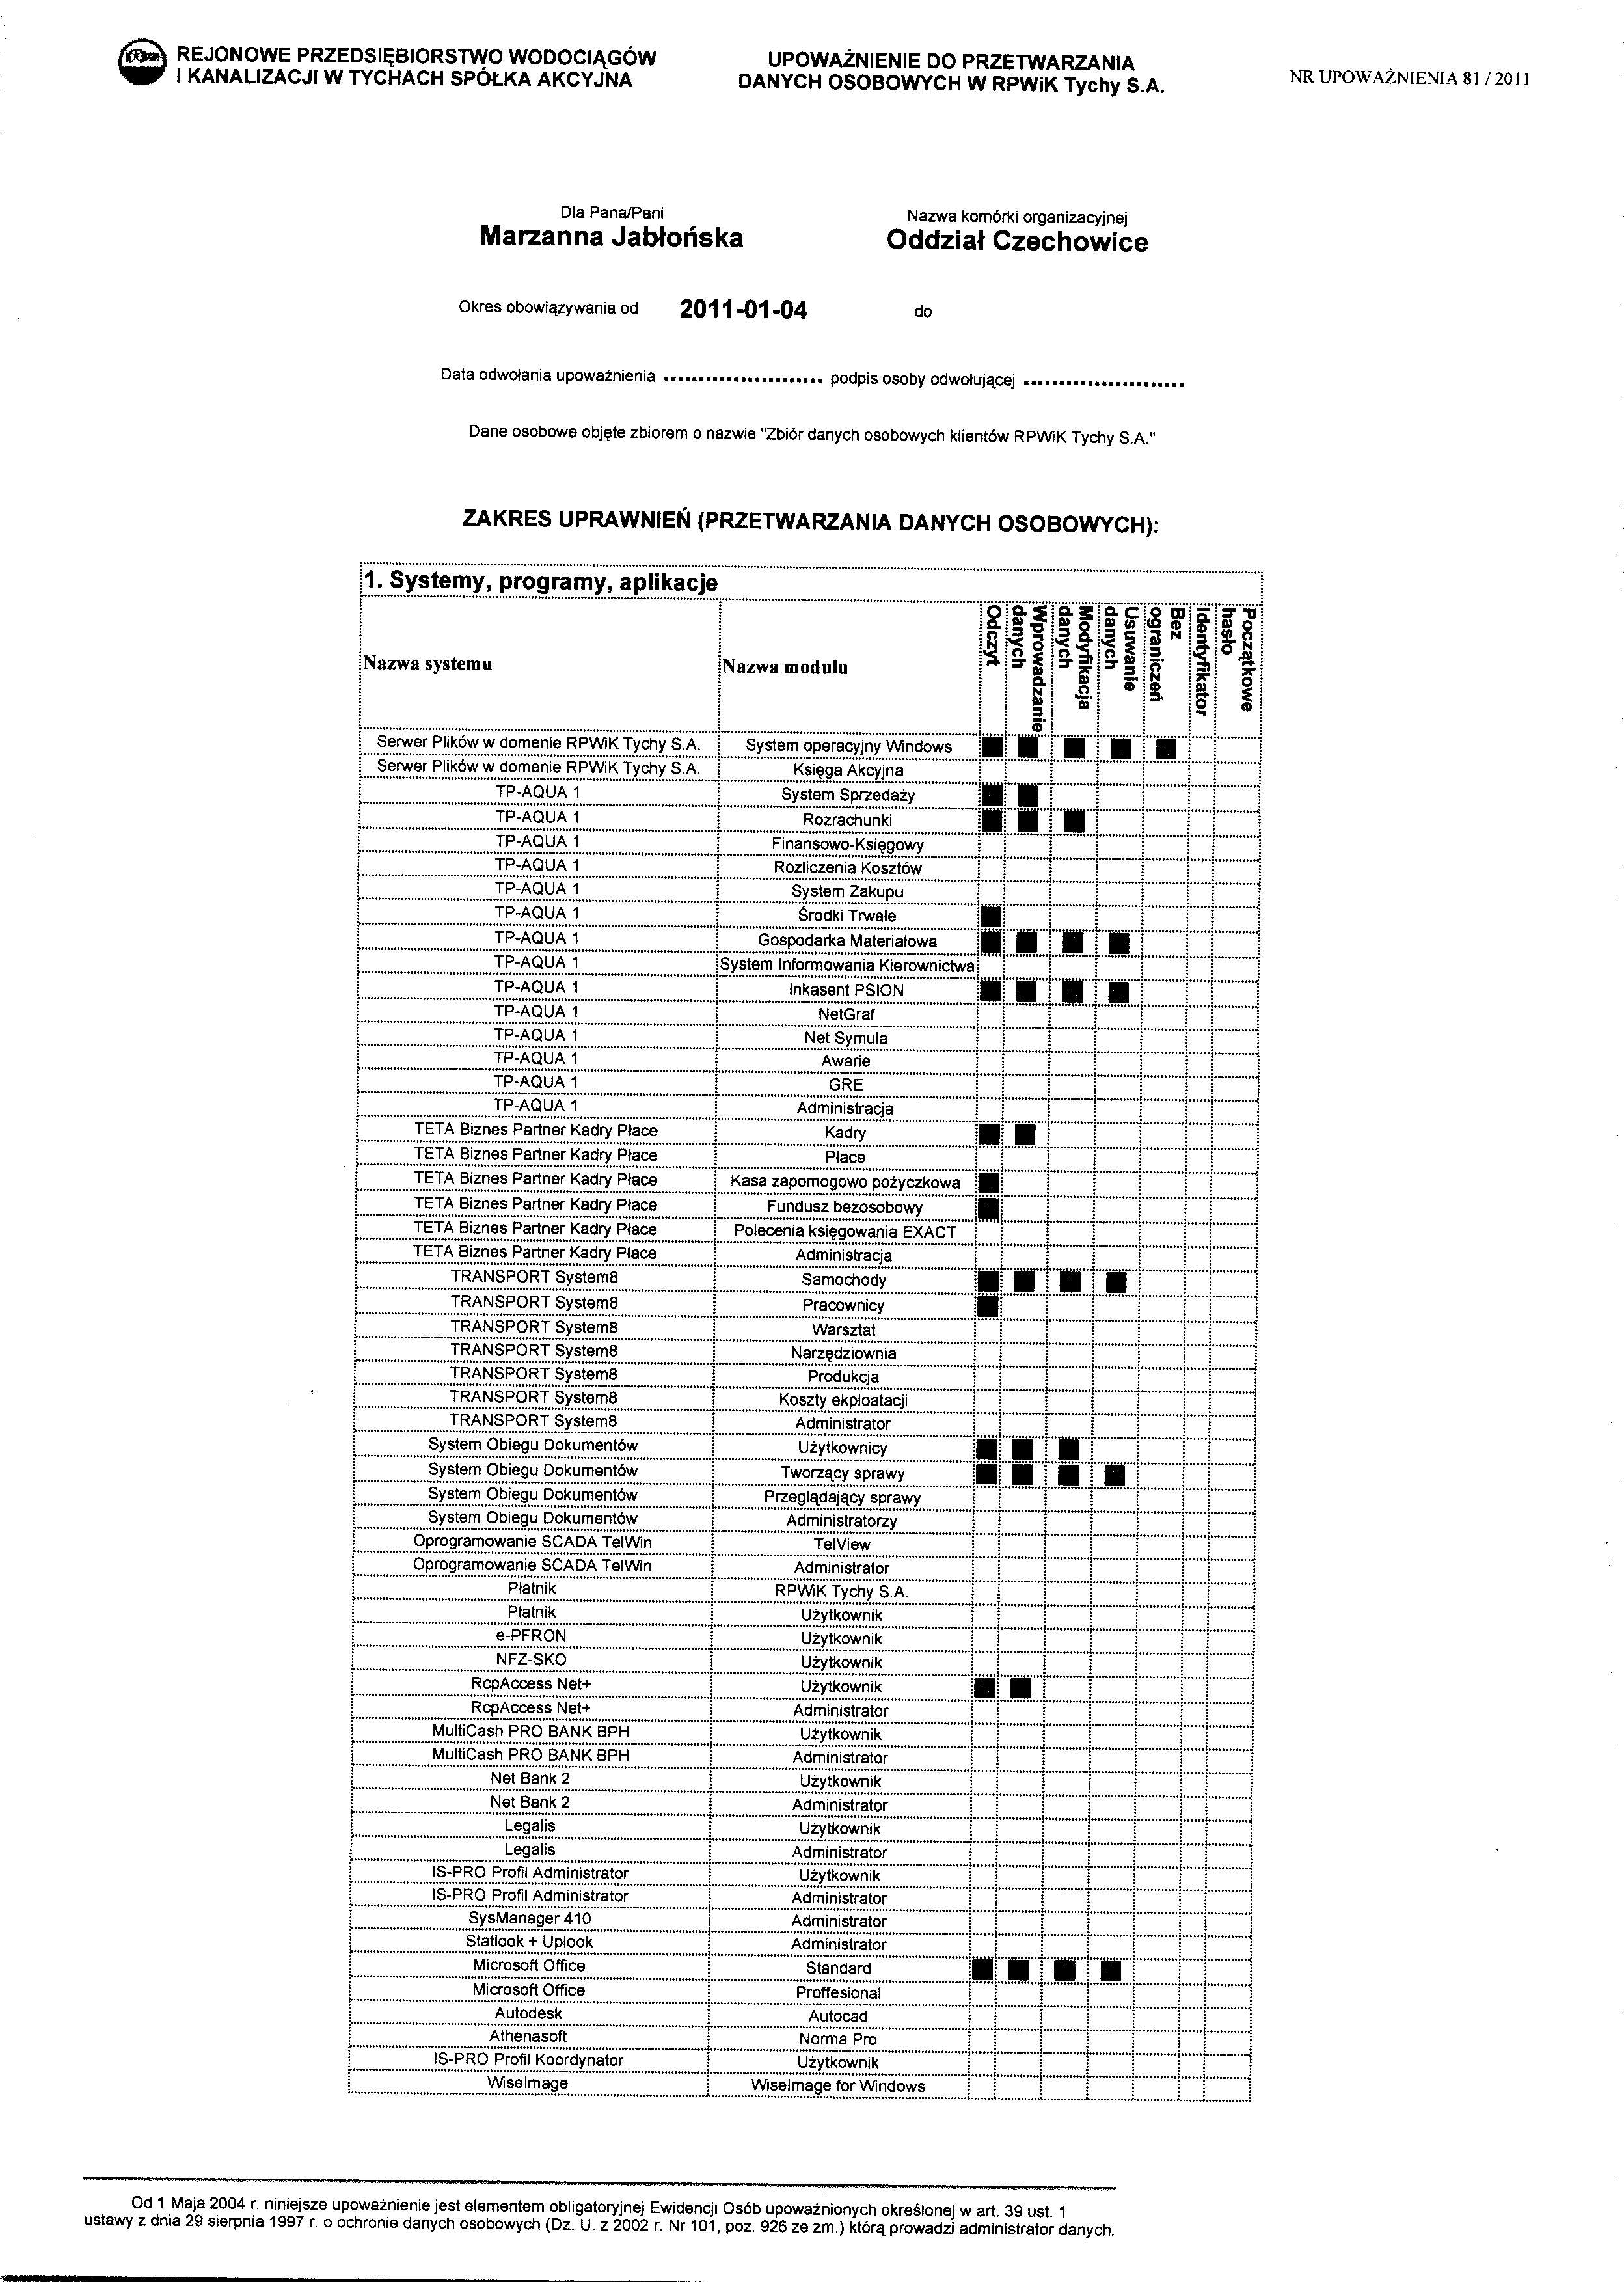 REJONOWE PRZEDSIĘBIORSTWO WODOCIĄGÓW
I KANALIZACJI W TYCHACH SPÓŁKA AKCYJNA
UPOWAŻNIENIE DO PRZETWARZANIA
DANYCH OSOBOWYCH W RPWiK Tychy S.A.
NR UPOWAŻNIENIA 81 / 2011
Dla Pana/Pani
Marzanna Jabłońska
Nazwa komórki organizacyjnej
Oddział Czechowice
Okres obowiązywania od 2011-01-04 do
Data odwołania upoważnienia ....................... podpis osoby odwołującej .......................
Dane osobowe objęte zbiorem o nazwie "Zbiór danych osobowych klientów RPWiK Tychy S.A."
ZAKRES UPRAWNIEŃ (PRZETWARZANIA DANYCH OSOBOWYCH):
1. Systemy, programy, aplikacje
Nazwa systemu
Nazwa modułu
Odczyt
Wprowadzanie
danych
Modyfikacja
danych
Usuwanie
danych
Bez
ograniczeń
Identyfikator
Początkowe
hasło
Serwer Plików w domenie RPWiK Tychy S.A. System operacyjny Windows
Serwer Plików w domenie RPWiK Tychy S.A. Księga Akcyjna
TP-AQUA 1 System Sprzedaży
TP-AQUA 1 Rozrachunki
TP-AQUA 1 Finansowo-Księgowy
TP-AQUA 1 Rozliczenia Kosztów
TP-AQUA 1 System Zakupu
TP-AQUA 1 Środki Trwałe
TP-AQUA 1 Gospodarka Materiałowa
TP-AQUA 1 System Informowania Kierownictwa
TP-AQUA 1 Inkasent PSION
TP-AQUA 1 NetGraf
TP-AQUA 1 Net Symula
TP-AQUA 1 Awarie
TP-AQUA 1 GRE
TP-AQUA 1 Administracja
TETA Biznes Partner Kadry Płace Kadry
TETA Biznes Partner Kadry Płace Płace
TETA Biznes Partner Kadry Płace Kasa zapomogowo pożyczkowa
TETA Biznes Partner Kadry Płace Fundusz bezosobowy
TETA Biznes Partner Kadry Płace Polecenia księgowania EXACT
TETA Biznes Partner Kadry Płace Administracja
TRANSPORT System8 Samochody
TRANSPORT System8 Pracownicy
TRANSPORT System8 Warsztat
TRANSPORT System8 Narzędziownia
TRANSPORT System8 Produkcja
TRANSPORT System8 Koszty ekploatacji
TRANSPORT System8 Administrator
System Obiegu Dokumentów Użytkownicy
System Obiegu Dokumentów Tworzący sprawy
System Obiegu Dokumentów Przeglądający sprawy
System Obiegu Dokumentów Administratorzy
Oprogramowanie SCADA TelWin TelView
Oprogramowanie SCADA TelWin Administrator
Płatnik RPWiK Tychy S.A.
Płatnik Użytkownik
e-PFRON Użytkownik
NFZ-SKO Użytkownik
RcpAccess Net+ Użytkownik
RcpAccess Net+ Administrator
MultiCash PRO BANK BPH Użytkownik
MultiCash PRO BANK BPH Administrator
Net Bank 2 Użytkownik
Net Bank 2 Administrator
Legalis Użytkownik
Legalis Administrator
IS-PRO Profil Administrator Użytkownik
IS-PRO Profil Administrator Administrator
SysManager 410 Administrator
Statlook + Uplook Administrator
Microsoft Office Standard
Microsoft Office Proffesional
Autodesk Autocad
Athenasoft Norma Pro
IS-PRO Profil Koordynator Użytkownik
WiseImage WiseImage for Windows
Od 1 Maja 2004 r. niniejsze upoważnienie jest elementem obligatoryjnej Ewidencji Osób upoważnionych określonej w art. 39 ust. 1
ustawy z dnia 29 sierpnia 1997 r. o ochronie danych osobowych (Dz. U. z 2002 r. Nr 101, poz. 926 ze zm.) którą prowadzi administrator danych.